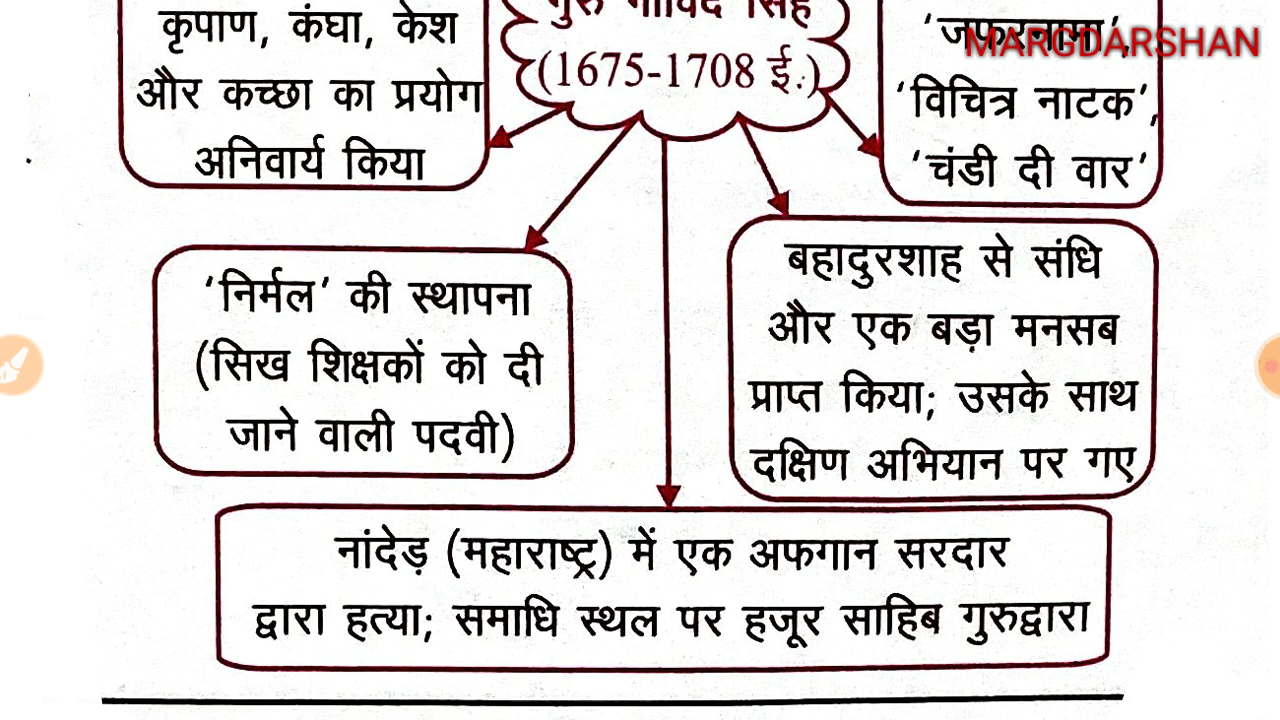 कृपाण, कंघा, केश
और कच्छा का प्रयोग
अनिवार्य किया
गुरु गोविंद सिंह
(1675-1708 ई.)
MARGDARSHAN
'जफरनामा',
'विचित्र नाटक',
'चंडी दी वार'
'निर्मल' की स्थापना
(सिख शिक्षकों को दी
जाने वाली पदवी)
बहादुरशाह से संधि
और एक बड़ा मनसब
प्राप्त किया; उसके साथ
दक्षिण अभियान पर गए
नांदेड़ (महाराष्ट्र) में एक अफगान सरदार
द्वारा हत्या; समाधि स्थल पर हजूर साहिब गुरुद्वारा